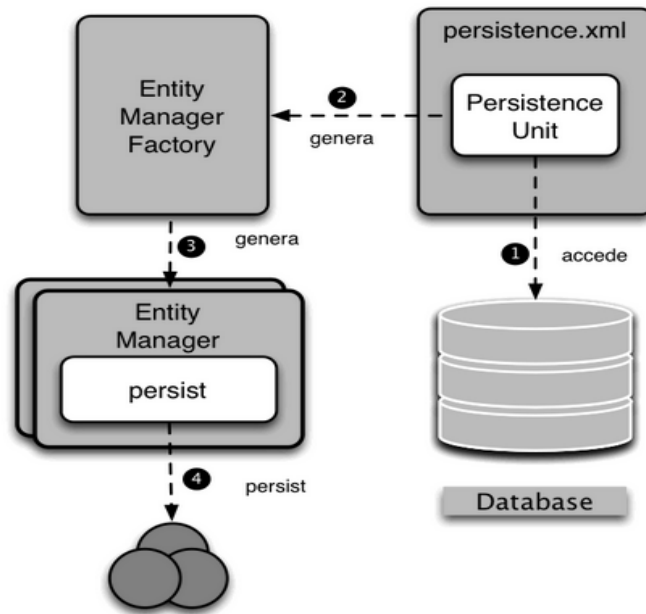 persistence.xml
Persistence
Unit
Entity
Manager
Factory
2
genera
1
accede
3
genera
Entity
Manager
persist
4
persist
Database